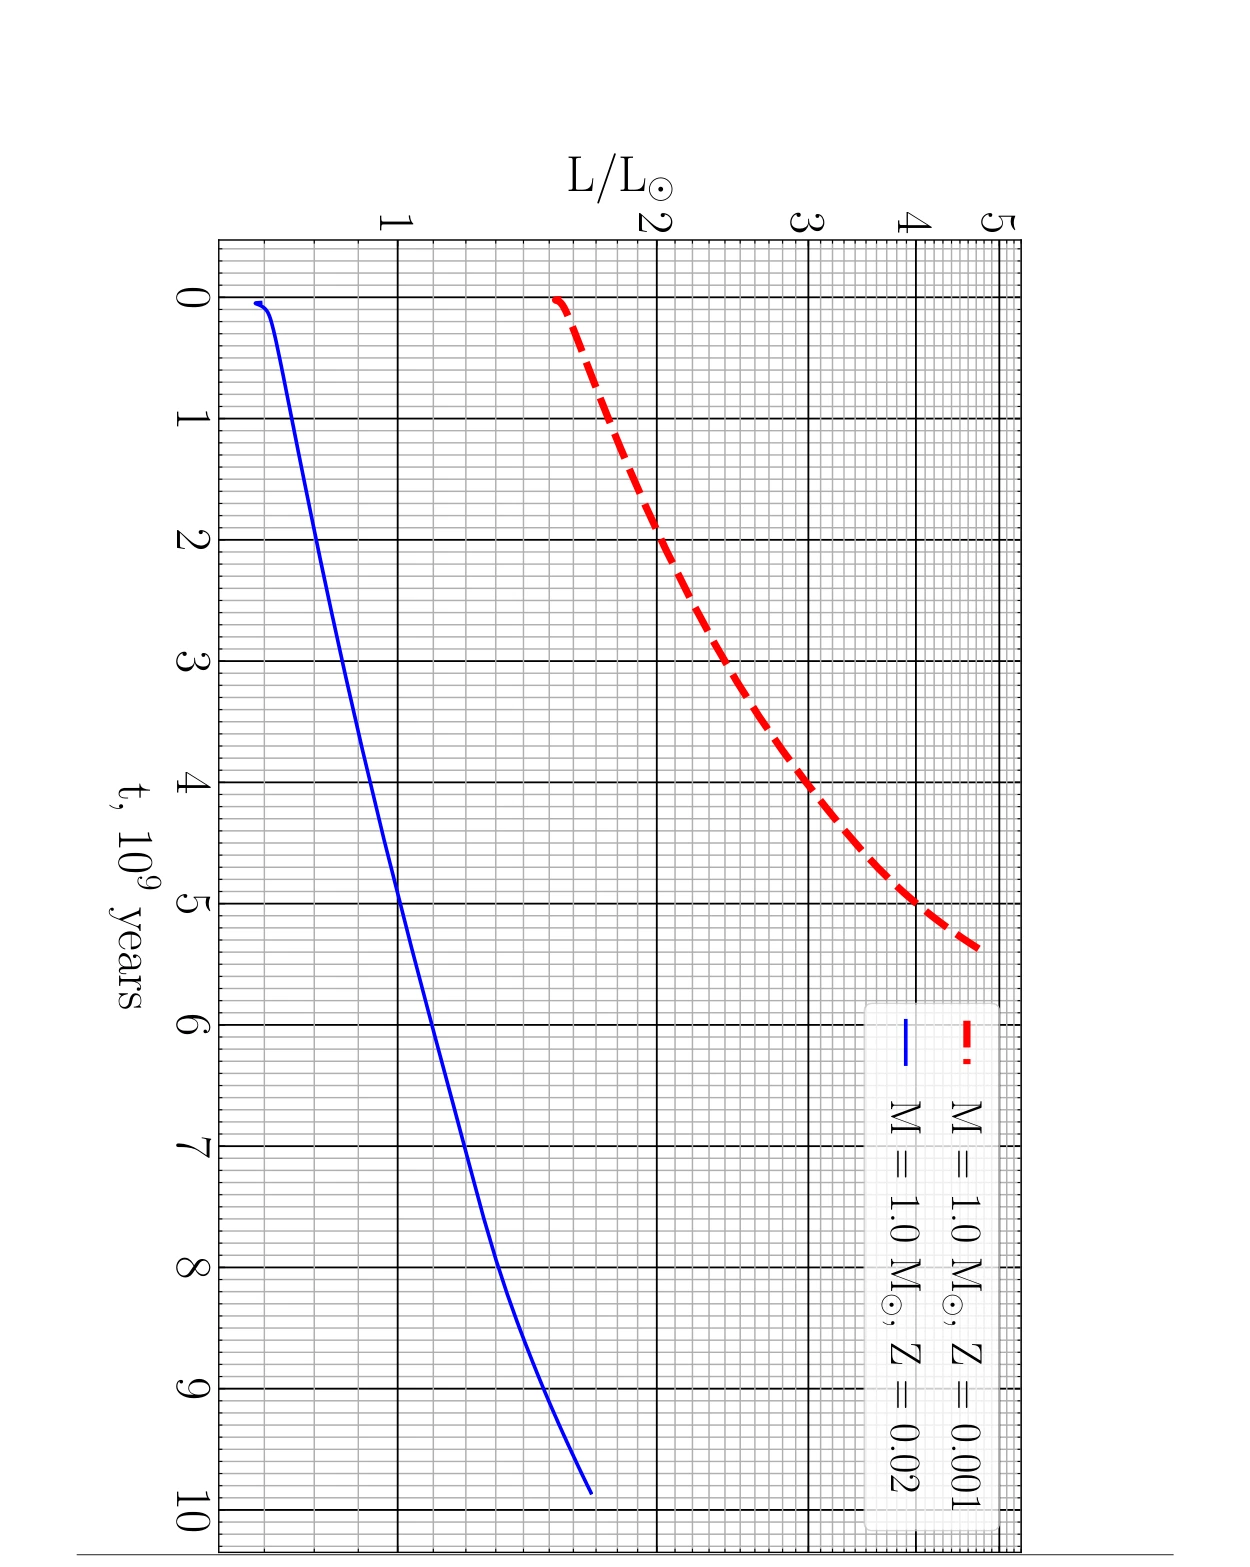 L/L☉
5
4
3
2
1
0 1 2 3 4 5 6 7 8 9 10
t, 10⁹ years
M = 1.0 M☉, Z = 0.001
M = 1.0 M☉, Z = 0.02